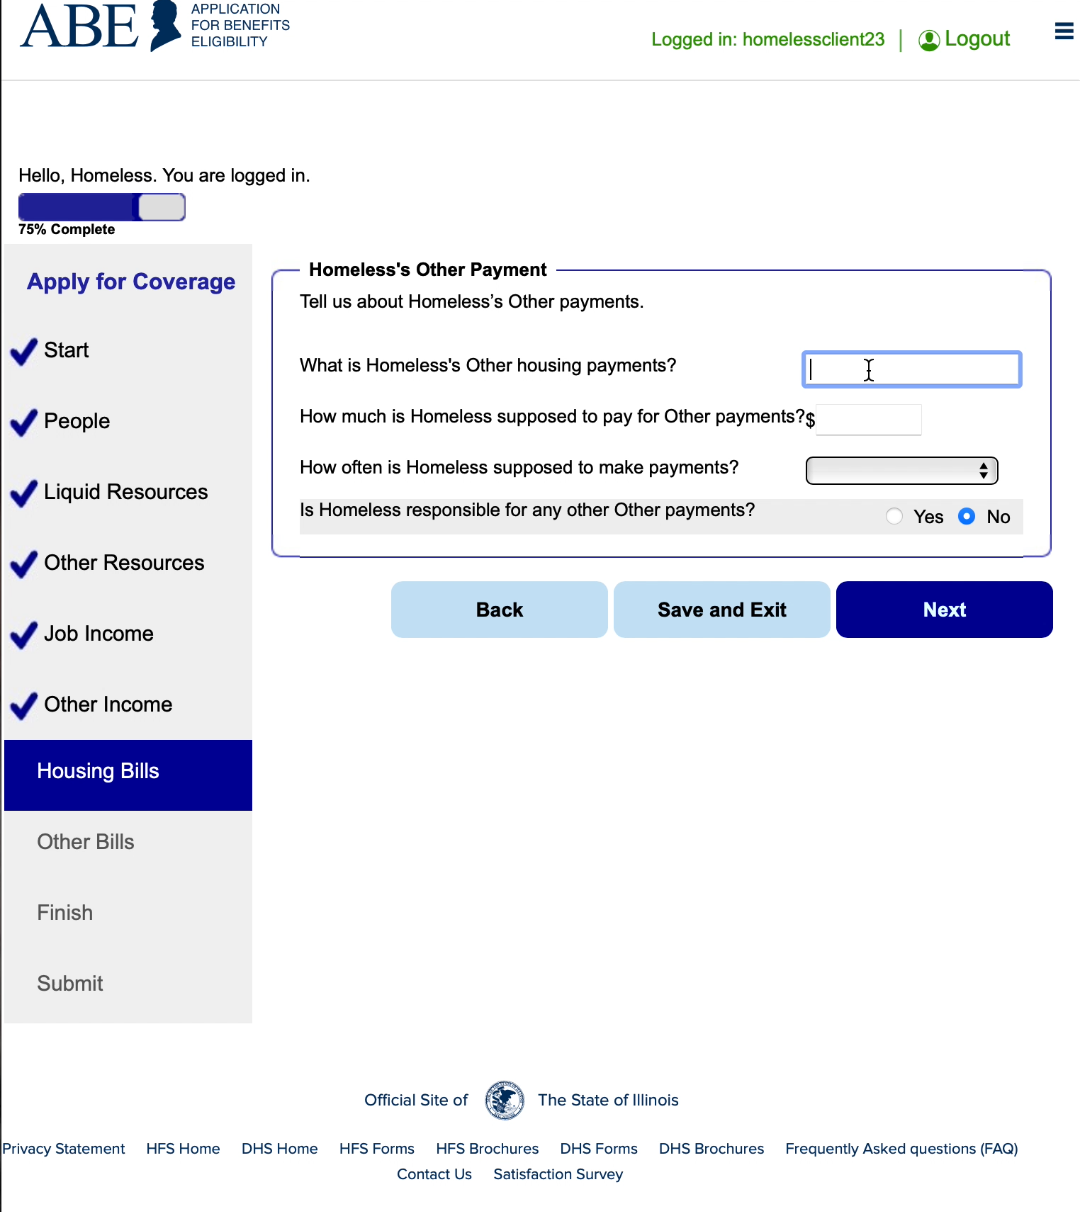 ABE
APPLICATION
FOR BENEFITS
ELIGIBILITY
Logged in: homelessclient23 | Logout
Hello, Homeless. You are logged in.
75% Complete
Apply for Coverage
Start
People
Liquid Resources
Other Resources
Job Income
Other Income
Housing Bills
Other Bills
Finish
Submit
Homeless's Other Payment
Tell us about Homeless's Other payments.
What is Homeless's Other housing payments?
How much is Homeless supposed to pay for Other payments?$
How often is Homeless supposed to make payments?
Is Homeless responsible for any other Other payments? Yes No
Back Save and Exit Next
Official Site of The State of Illinois
Privacy Statement HFS Home DHS Home HFS Forms HFS Brochures DHS Forms DHS Brochures Frequently Asked questions (FAQ)
Contact Us Satisfaction Survey